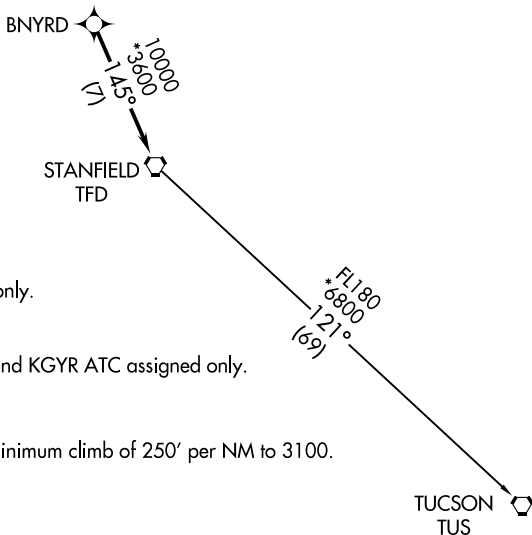 BNYRD
10000
*3600
145°
(7)
STANFIELD
TFD
only.
FL180
*6800
121°
(69)
nd KGYR ATC assigned only.
inimum climb of 250' per NM to 3100.
TUCSON
TUS